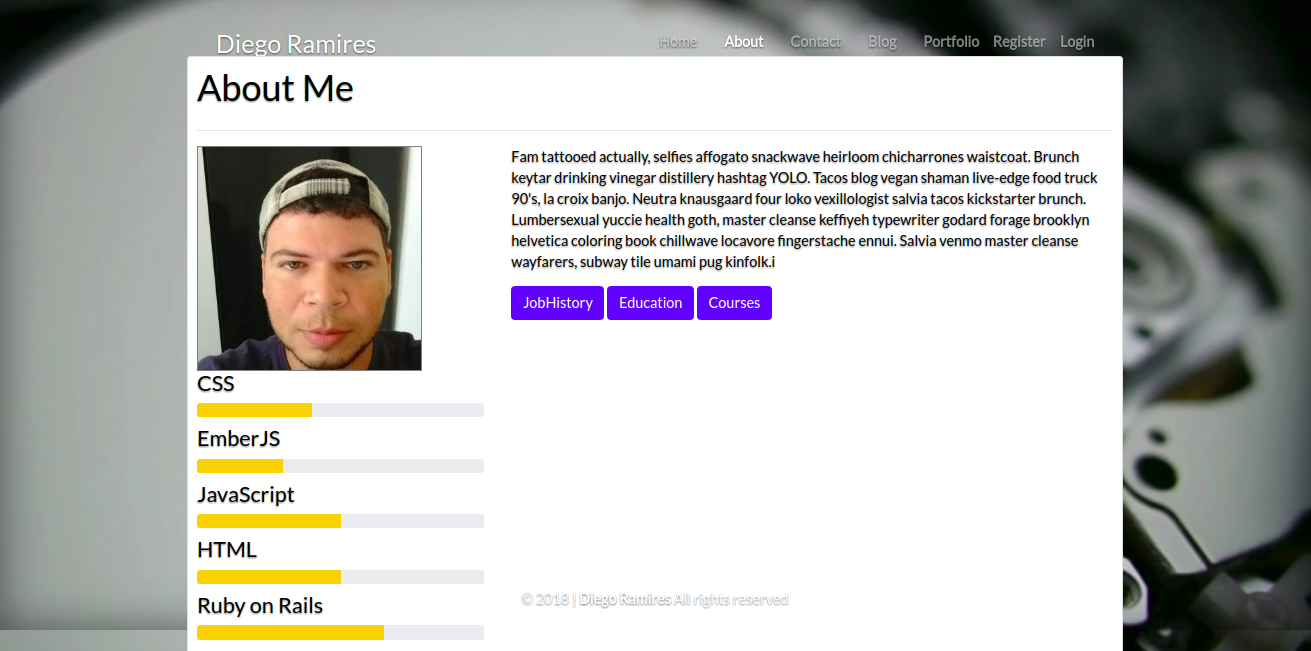 Diego Ramires
Home About Contact Blog Portfolio Register Login
About Me
Fam tattooed actually, selfies affogato snackwave heirloom chicharrones waistcoat. Brunch
keytar drinking vinegar distillery hashtag YOLO. Tacos blog vegan shaman live-edge food truck
90's, la croix banjo. Neutra knausgaard four loko vexillologist salvia tacos kickstarter brunch.
Lumbersexual yuccie health goth, master cleanse keffiyeh typewriter godard forage brooklyn
helvetica coloring book chillwave locavore fingerstache ennui. Salvia venmo master cleanse
wayfarers, subway tile umami pug kinfolk.i
JobHistory Education Courses
CSS
EmberJS
JavaScript
HTML
Ruby on Rails
© 2018 | Diego Ramires All rights reserved